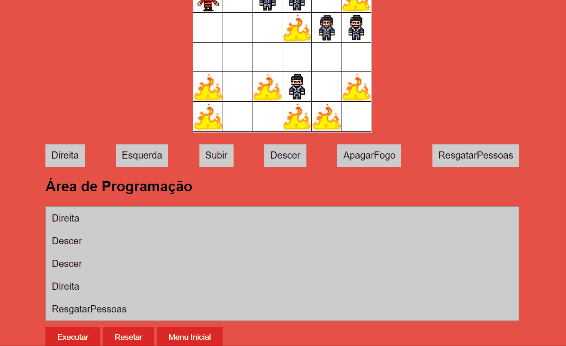 Direita Esquerda Subir Descer ApagarFogo ResgatarPessoas
Área de Programação
Direita
Descer
Descer
Direita
ResgatarPessoas
Executar Resetar Menu Inicial